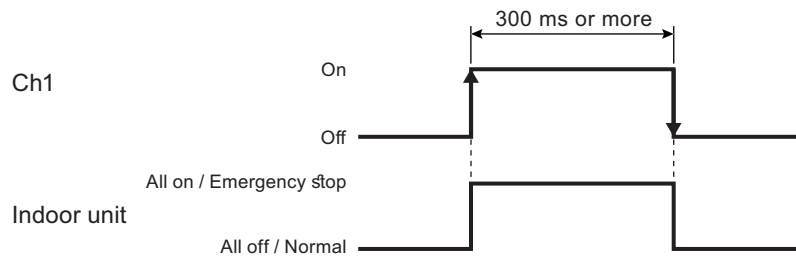 300 ms or more
Ch1
On
Off
All on / Emergency stop
Indoor unit
All off / Normal